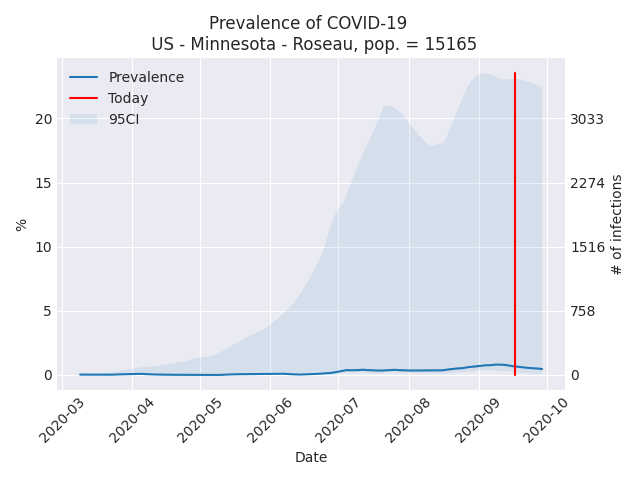 Prevalence of COVID-19
US - Minnesota - Roseau, pop. = 15165
Prevalence
Today
95CI
20
15
10
5
0
%
3033
2274
1516
758
0
# of infections
2020-03
2020-04
2020-05
2020-06
2020-07
2020-08
2020-09
2020-10
Date